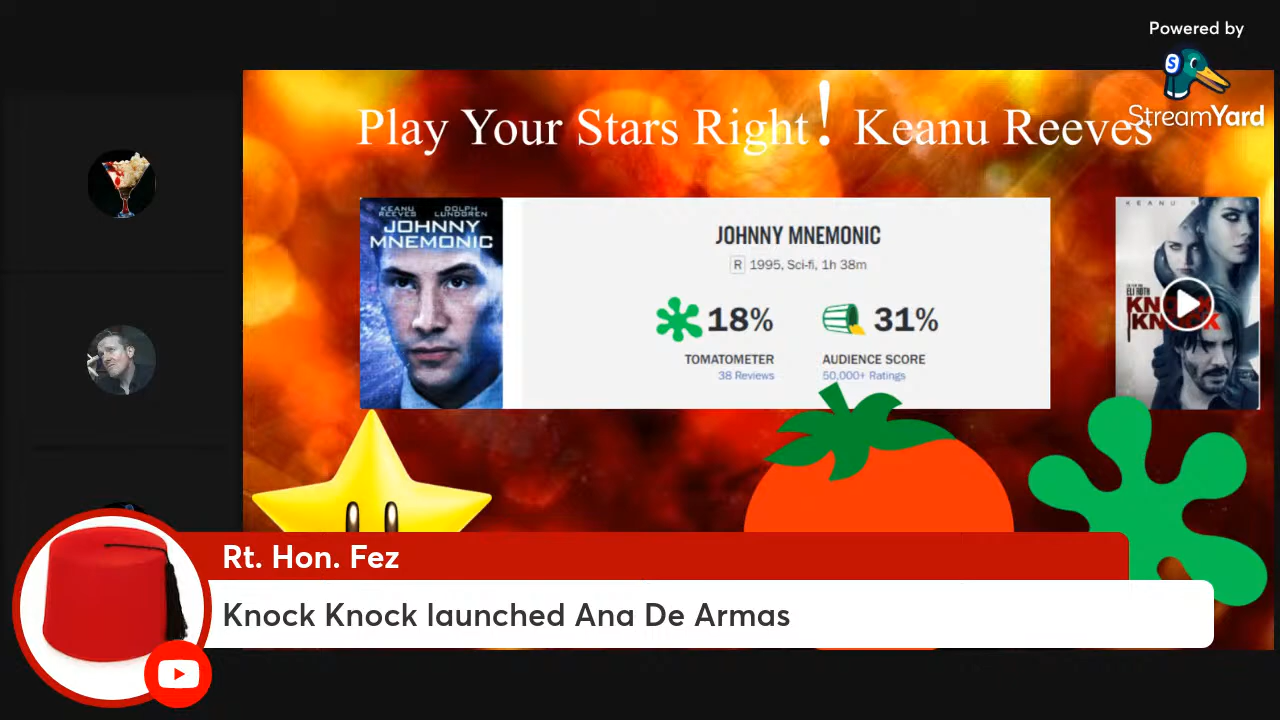 Powered by
S
StreamYard
Play Your Stars Right! Keanu Reeves
KEANU REEVES
DOLPH LUNDGREN
JOHNNY
MNEMONIC
JOHNNY MNEMONIC
R 1995, Sci-fi, 1h 38m
18%
31%
TOMATOMETER
AUDIENCE SCORE
38 Reviews
50,000+ Ratings
KEANU
ELI ROTH
KNOCK
KNOCK
Rt. Hon. Fez
Knock Knock launched Ana De Armas